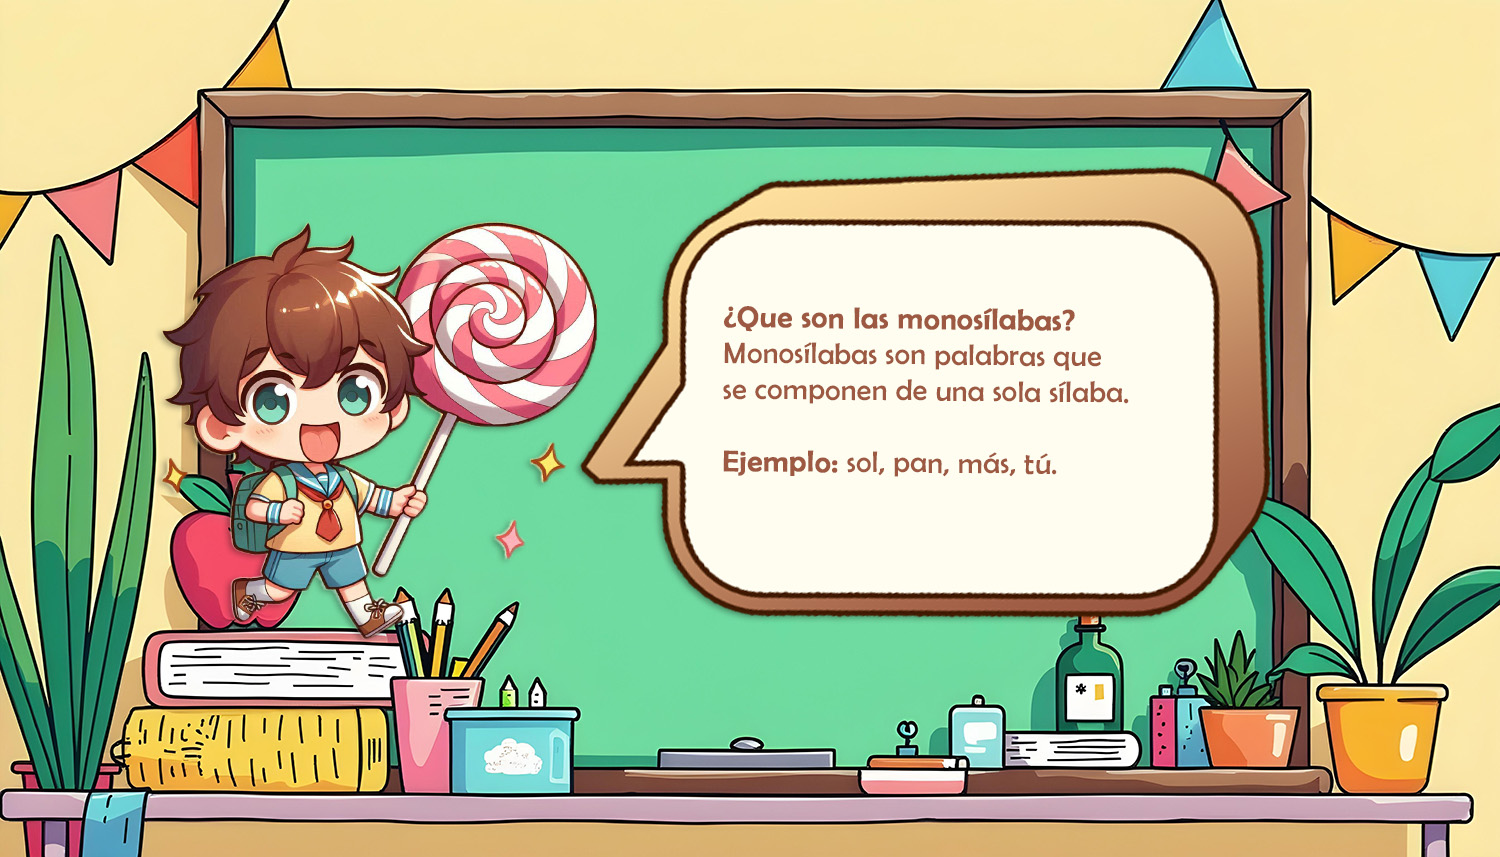 ¿Que son las monosílabas?
Monosílabas son palabras que
se componen de una sola sílaba.
Ejemplo: sol, pan, más, tú.